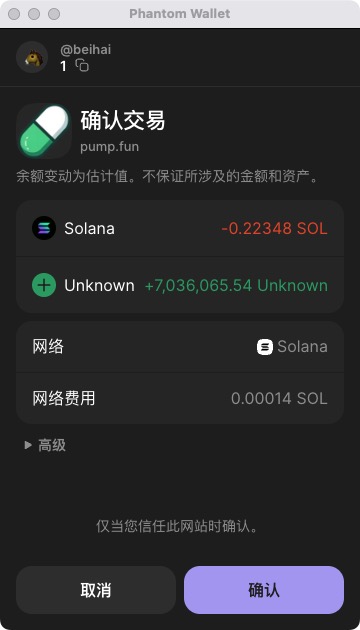 Phantom Wallet
@beihai
1
确认交易
pump.fun
余额变动为估计值。不保证所涉及的金额和资产。
Solana -0.22348 SOL
Unknown +7,036,065.54 Unknown
网络 Solana
网络费用 0.00014 SOL
高级
仅当您信任此网站时确认。
取消 确认